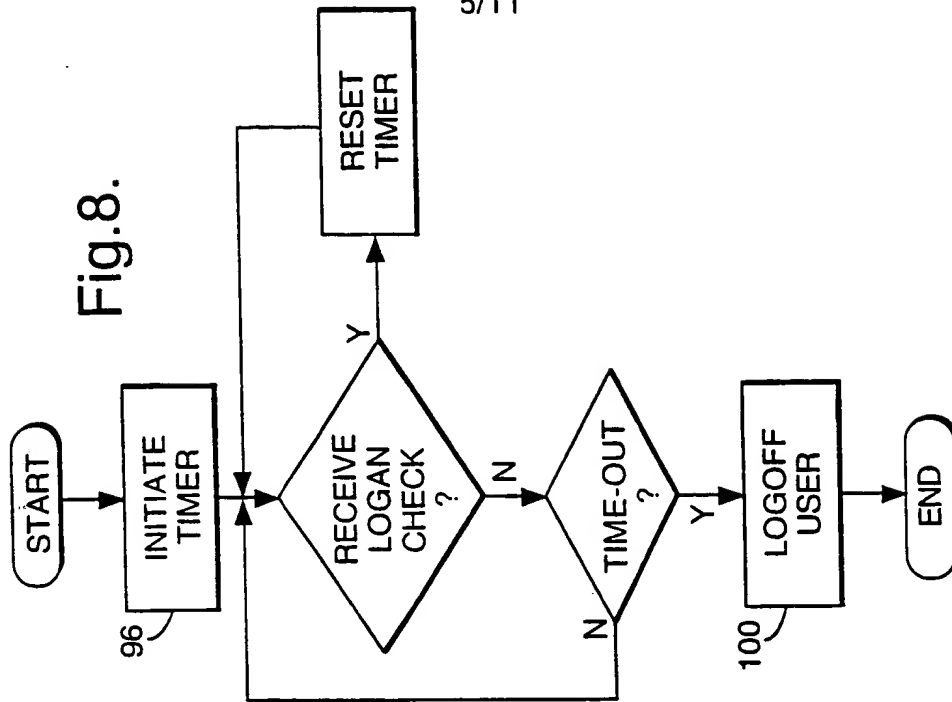 5/11
Fig.8.
START
INITIATE
TIMER
96
RECEIVE
LOGAN
CHECK
?
Y
RESET
TIMER
N
TIME-OUT
?
N
Y
LOGOFF
USER
100
END